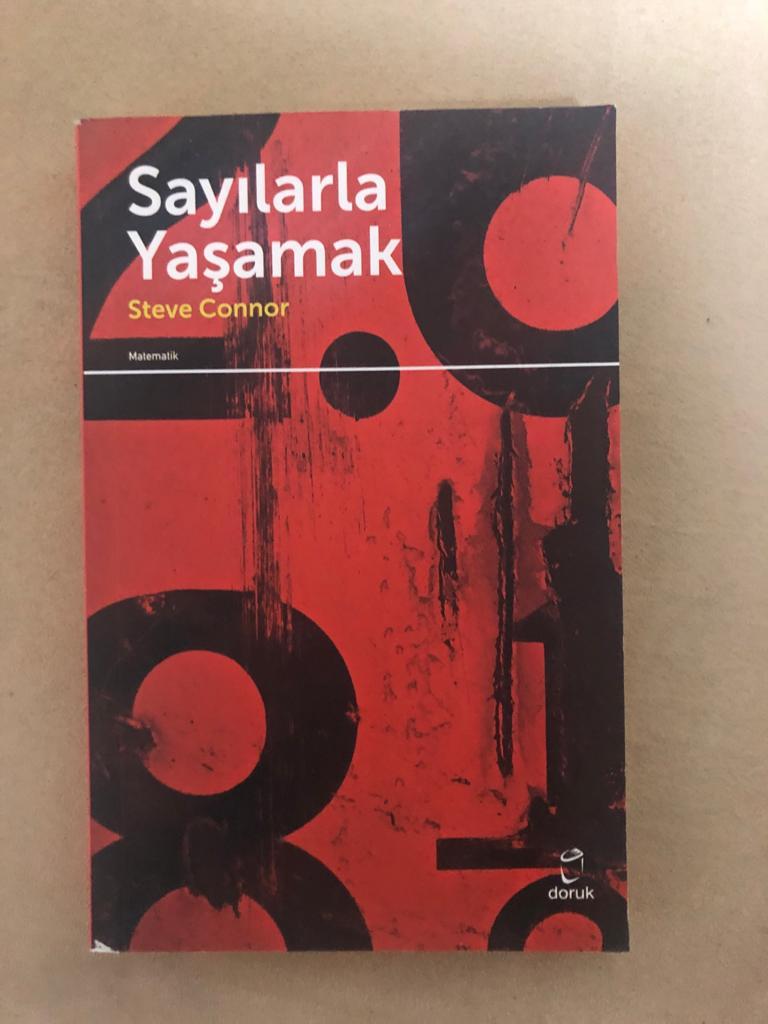 Sayılarla
Yaşamak
Steve Connor
Matematik
doruk